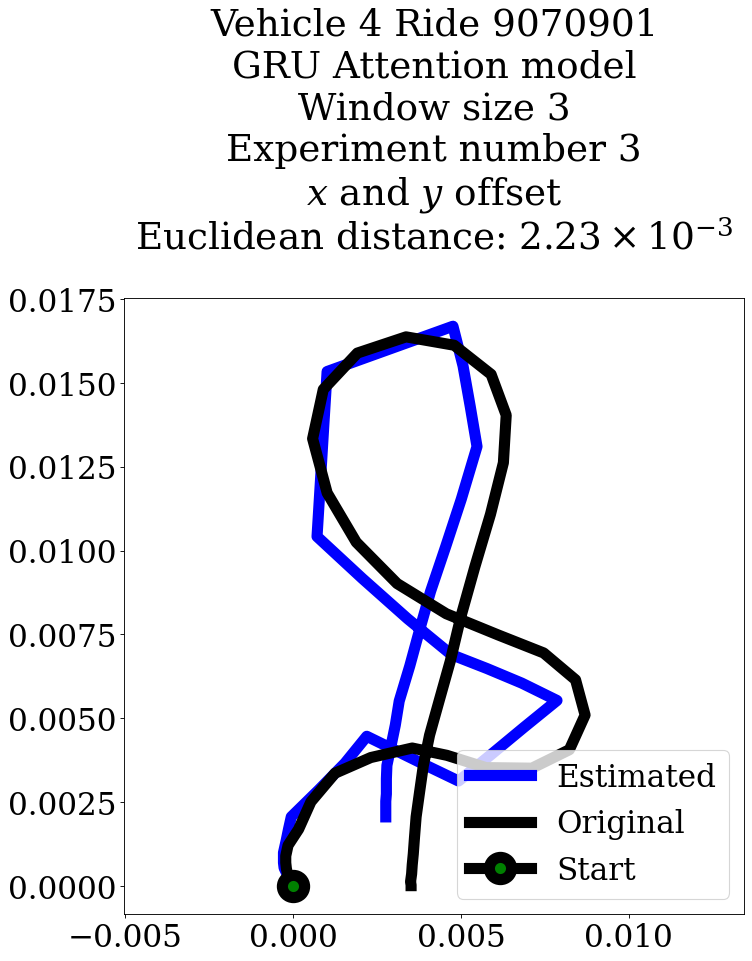 Vehicle 4 Ride 9070901
GRU Attention model
Window size 3
Experiment number 3
x and y offset
Euclidean distance: 2.23 × 10⁻³
0.0175
0.0150
0.0125
0.0100
0.0075
0.0050
0.0025
0.0000
−0.005 0.000 0.005 0.010
Estimated
Original
Start